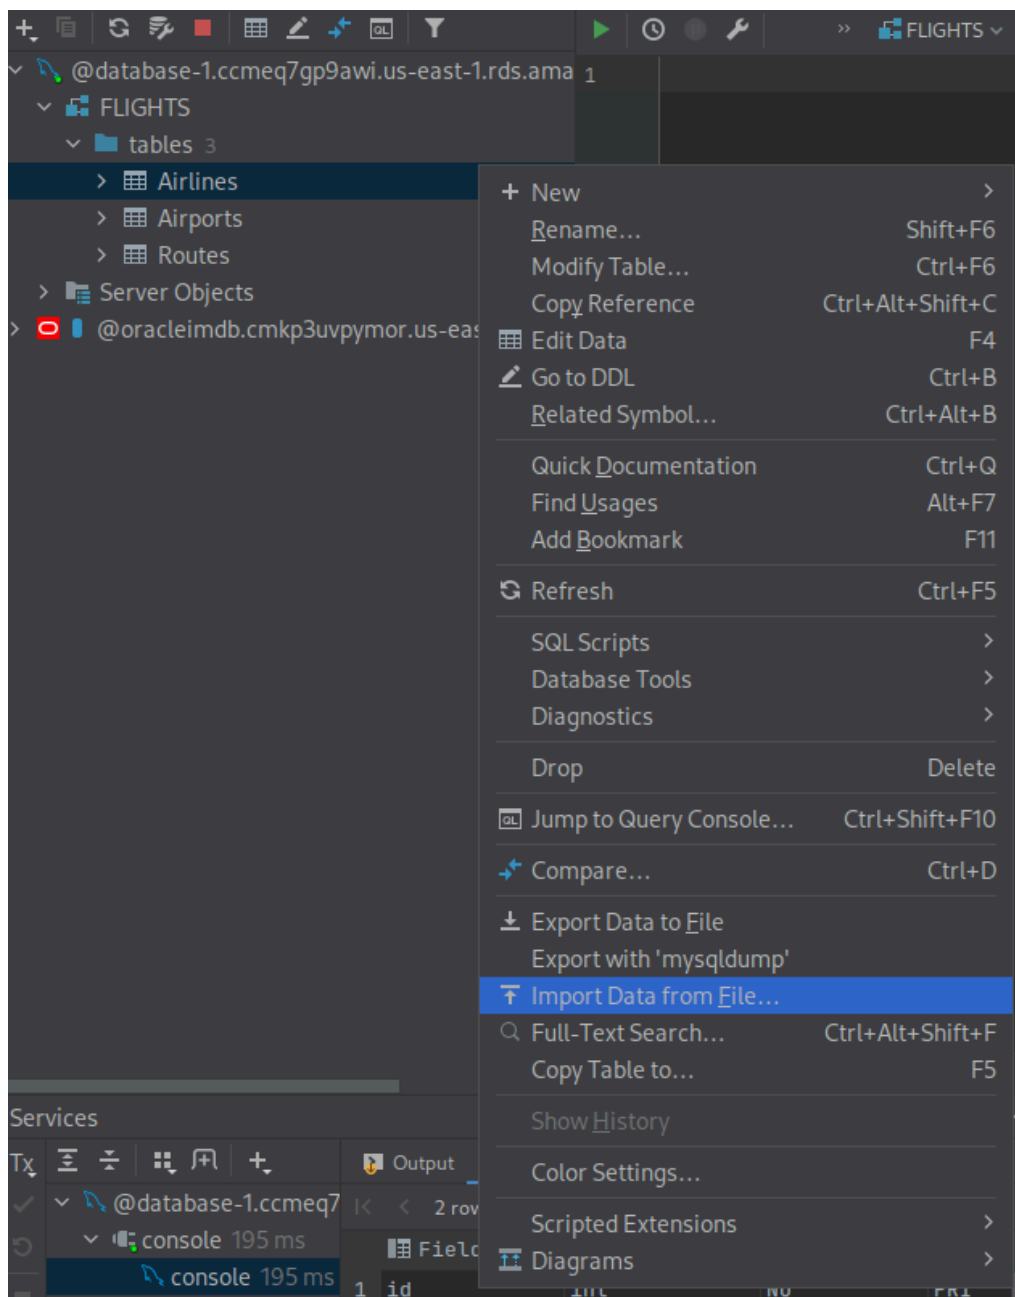 FLIGHTS
@database-1.ccmeq7gp9awi.us-east-1.rds.ama
1
FLIGHTS
tables 3
Airlines
Airports
Routes
Server Objects
@oracleimdb.cmkp3uvpymor.us-eas
New
Rename... Shift+F6
Modify Table... Ctrl+F6
Copy Reference Ctrl+Alt+Shift+C
Edit Data F4
Go to DDL Ctrl+B
Related Symbol... Ctrl+Alt+B
Quick Documentation Ctrl+Q
Find Usages Alt+F7
Add Bookmark F11
Refresh Ctrl+F5
SQL Scripts
Database Tools
Diagnostics
Drop Delete
QL Jump to Query Console... Ctrl+Shift+F10
Compare... Ctrl+D
Export Data to File
Export with 'mysqldump'
Import Data from File...
Full-Text Search... Ctrl+Alt+Shift+F
Copy Table to... F5
Show History
Color Settings...
Scripted Extensions
Diagrams
Services
Tx
Output
@database-1.ccmeq7
2 row
console 195 ms
Field
console 195 ms
1 id int NO PRI